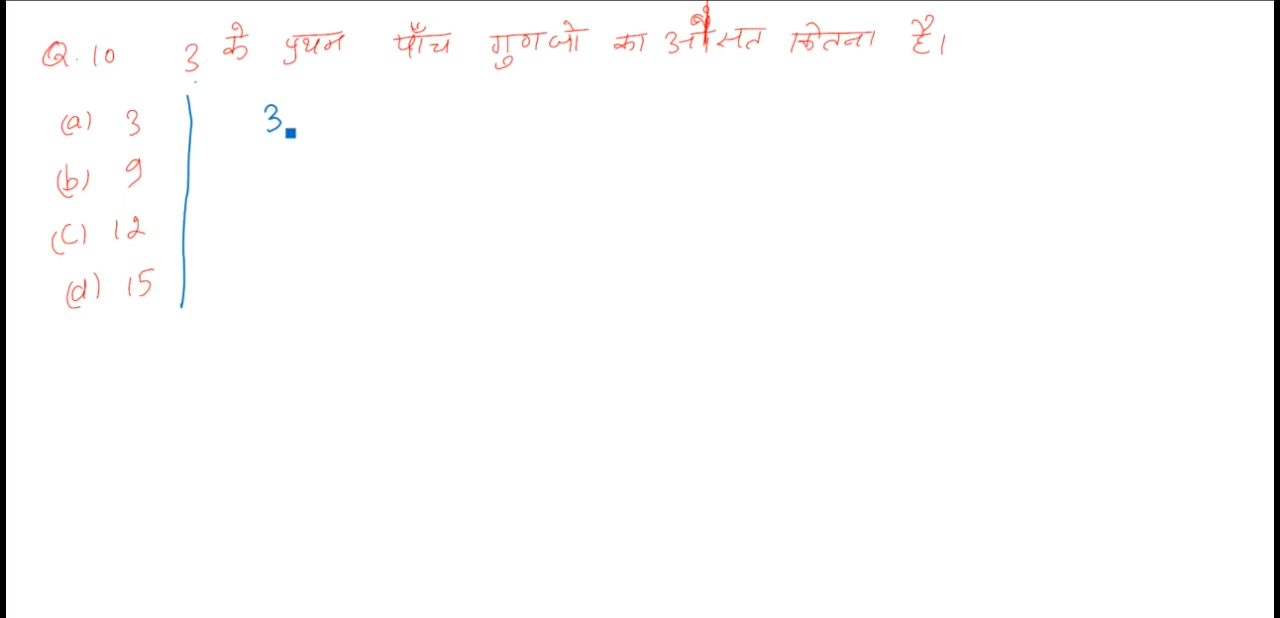 Q.10 3 के प्रथम पाँच गुणजो का औसत कितना है।
(a) 3
3
(b) 9
(c) 12
(d) 15